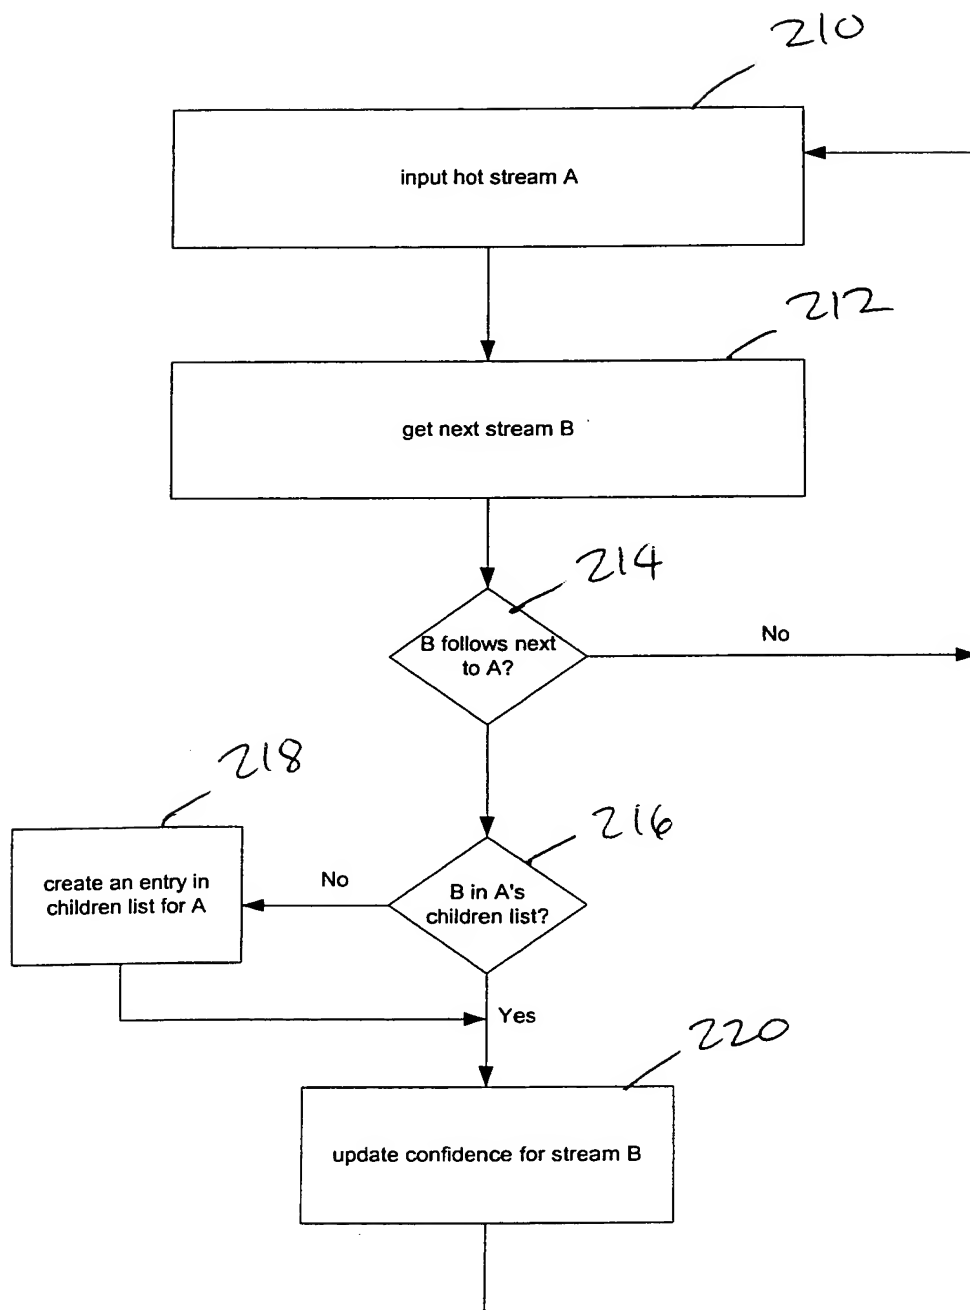 210
input hot stream A
212
get next stream B
214
B follows next
to A?
No
218
216
create an entry in
children list for A
No
B in A's
children list?
Yes
220
update confidence for stream B